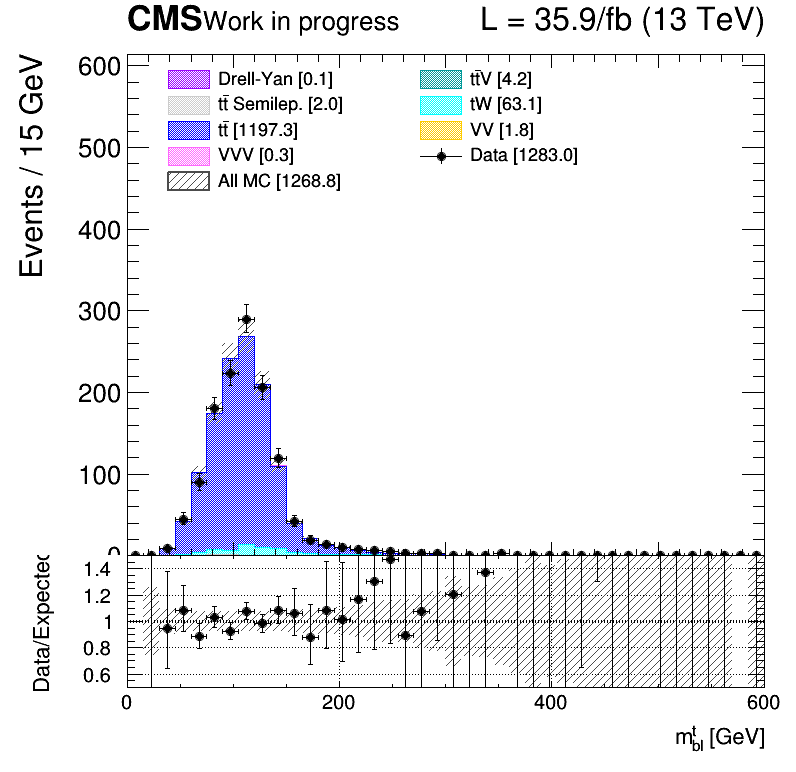 CMS Work in progress L = 35.9/fb (13 TeV)
Events / 15 GeV
600
500
400
300
200
100
0
Drell-Yan [0.1]
tt̄ Semilep. [2.0]
tt̄ [1197.3]
VVV [0.3]
All MC [1268.8]
tt̄V [4.2]
tW [63.1]
VV [1.8]
Data [1283.0]
Data/Expected
1.4
1.2
1
0.8
0.6
0 200 400 600
m^t_bl [GeV]